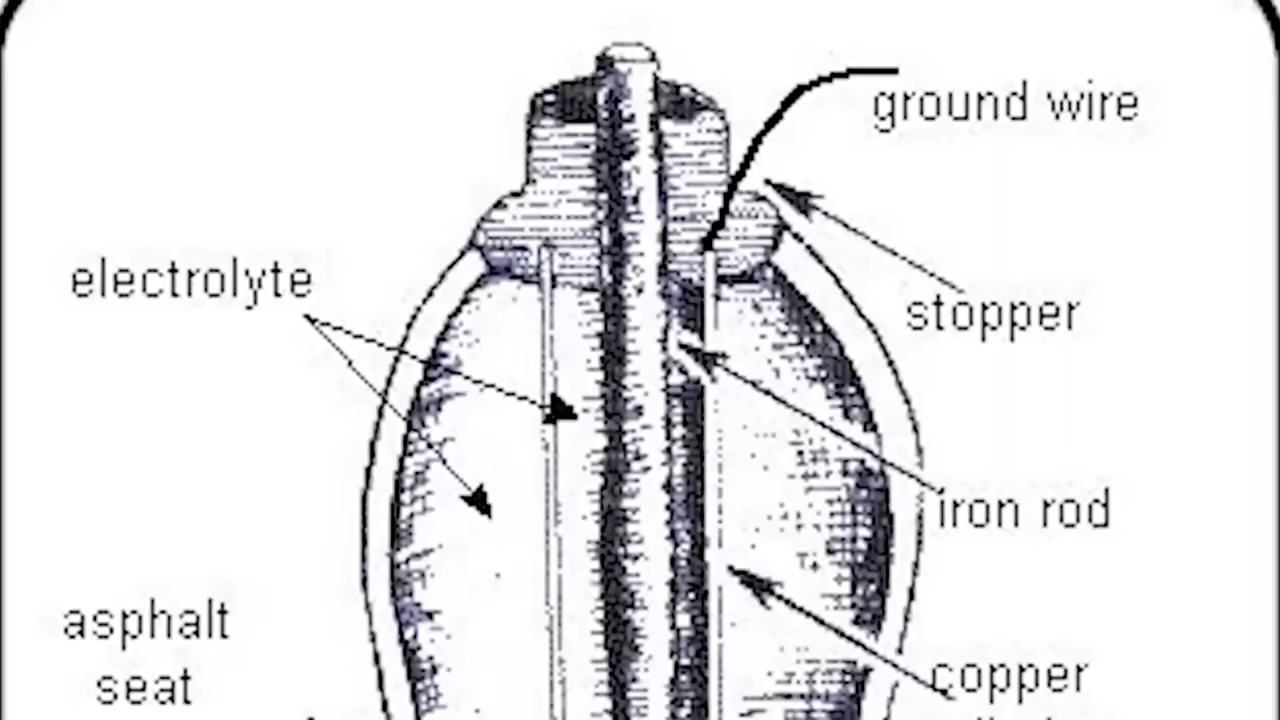 ground wire
electrolyte
stopper
iron rod
asphalt
seat
copper